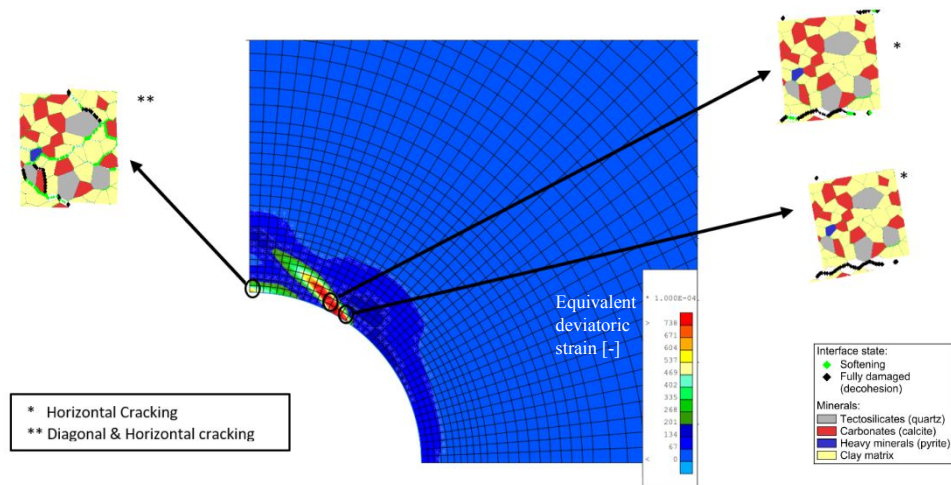 **
*
*
Equivalent
deviatoric
strain [-]
* 1.000E-04
>
738
671
604
537
469
402
335
268
201
134
67
< 0
Interface state:
Softening
Fully damaged
(decohesion)
Minerals:
Tectosilicates (quartz)
Carbonates (calcite)
Heavy minerals (pyrite)
Clay matrix
* Horizontal Cracking
** Diagonal & Horizontal cracking